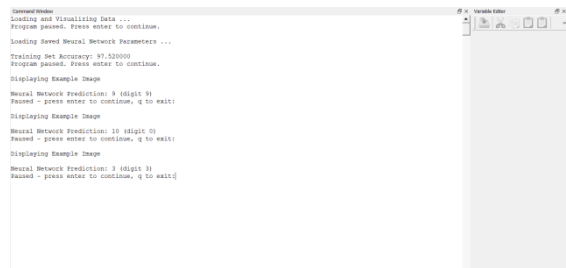 Command Window
Variable Editor
Loading and Visualizing Data ...
Program paused. Press enter to continue.
Loading Saved Neural Network Parameters ...
Training Set Accuracy: 97.520000
Program paused. Press enter to continue.
Displaying Example Image
Neural Network Prediction: 9 (digit 9)
Paused - press enter to continue, q to exit:
Displaying Example Image
Neural Network Prediction: 10 (digit 0)
Paused - press enter to continue, q to exit:
Displaying Example Image
Neural Network Prediction: 3 (digit 3)
Paused - press enter to continue, q to exit: